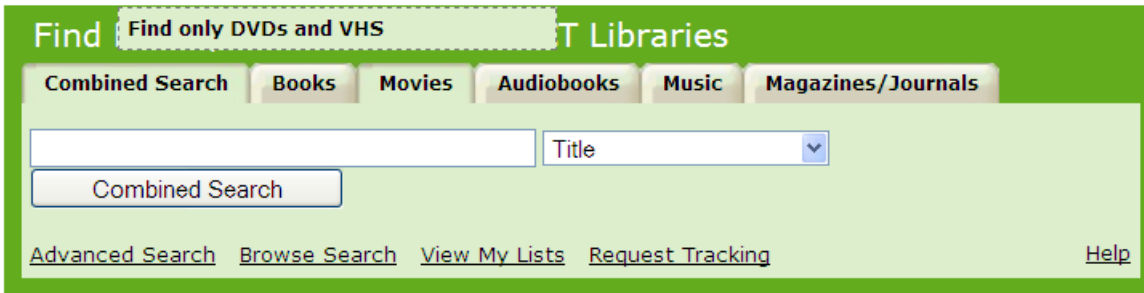 Find
Find only DVDs and VHS
T Libraries
Combined Search Books Movies Audiobooks Music Magazines/Journals
Title
Combined Search
Advanced Search Browse Search View My Lists Request Tracking Help